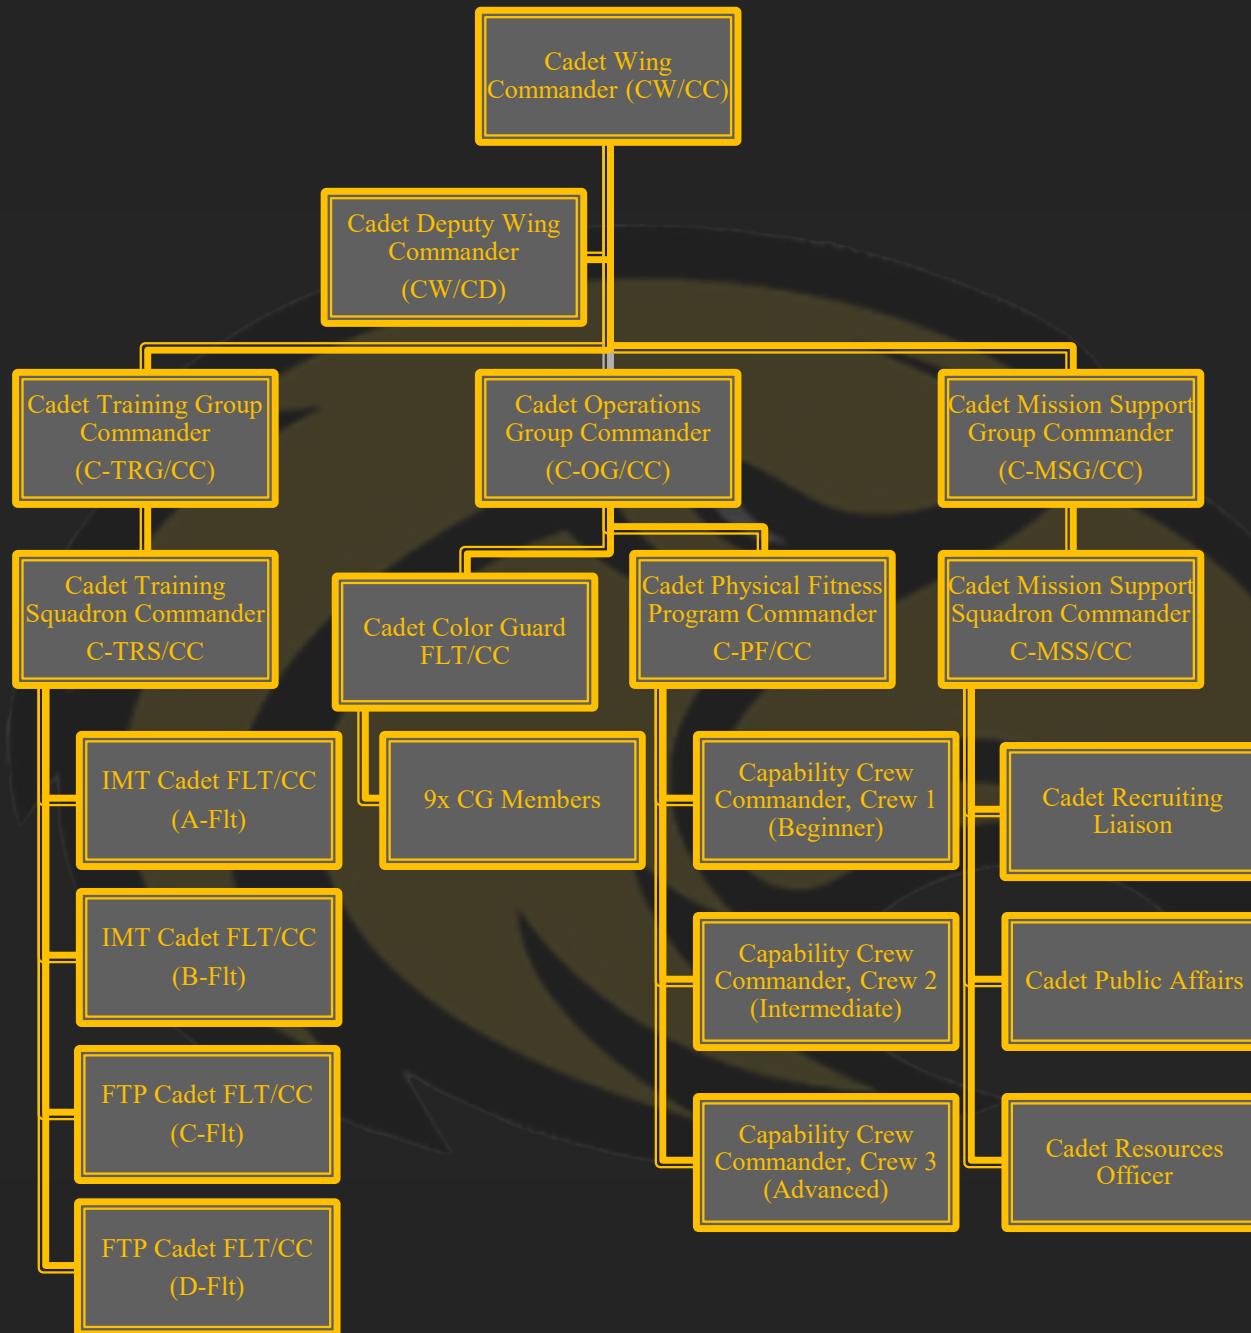 Cadet Wing
Commander (CW/CC)
Cadet Deputy Wing
Commander
(CW/CD)
Cadet Training Group
Commander
(C-TRG/CC)
Cadet Operations
Group Commander
(C-OG/CC)
Cadet Mission Support
Group Commander
(C-MSG/CC)
Cadet Training
Squadron Commander
C-TRS/CC
Cadet Color Guard
FLT/CC
Cadet Physical Fitness
Program Commander
C-PF/CC
Cadet Mission Support
Squadron Commander
C-MSS/CC
IMT Cadet FLT/CC
(A-Flt)
IMT Cadet FLT/CC
(B-Flt)
FTP Cadet FLT/CC
(C-Flt)
FTP Cadet FLT/CC
(D-Flt)
9x CG Members
Capability Crew
Commander, Crew 1
(Beginner)
Capability Crew
Commander, Crew 2
(Intermediate)
Capability Crew
Commander, Crew 3
(Advanced)
Cadet Recruiting
Liaison
Cadet Public Affairs
Cadet Resources
Officer